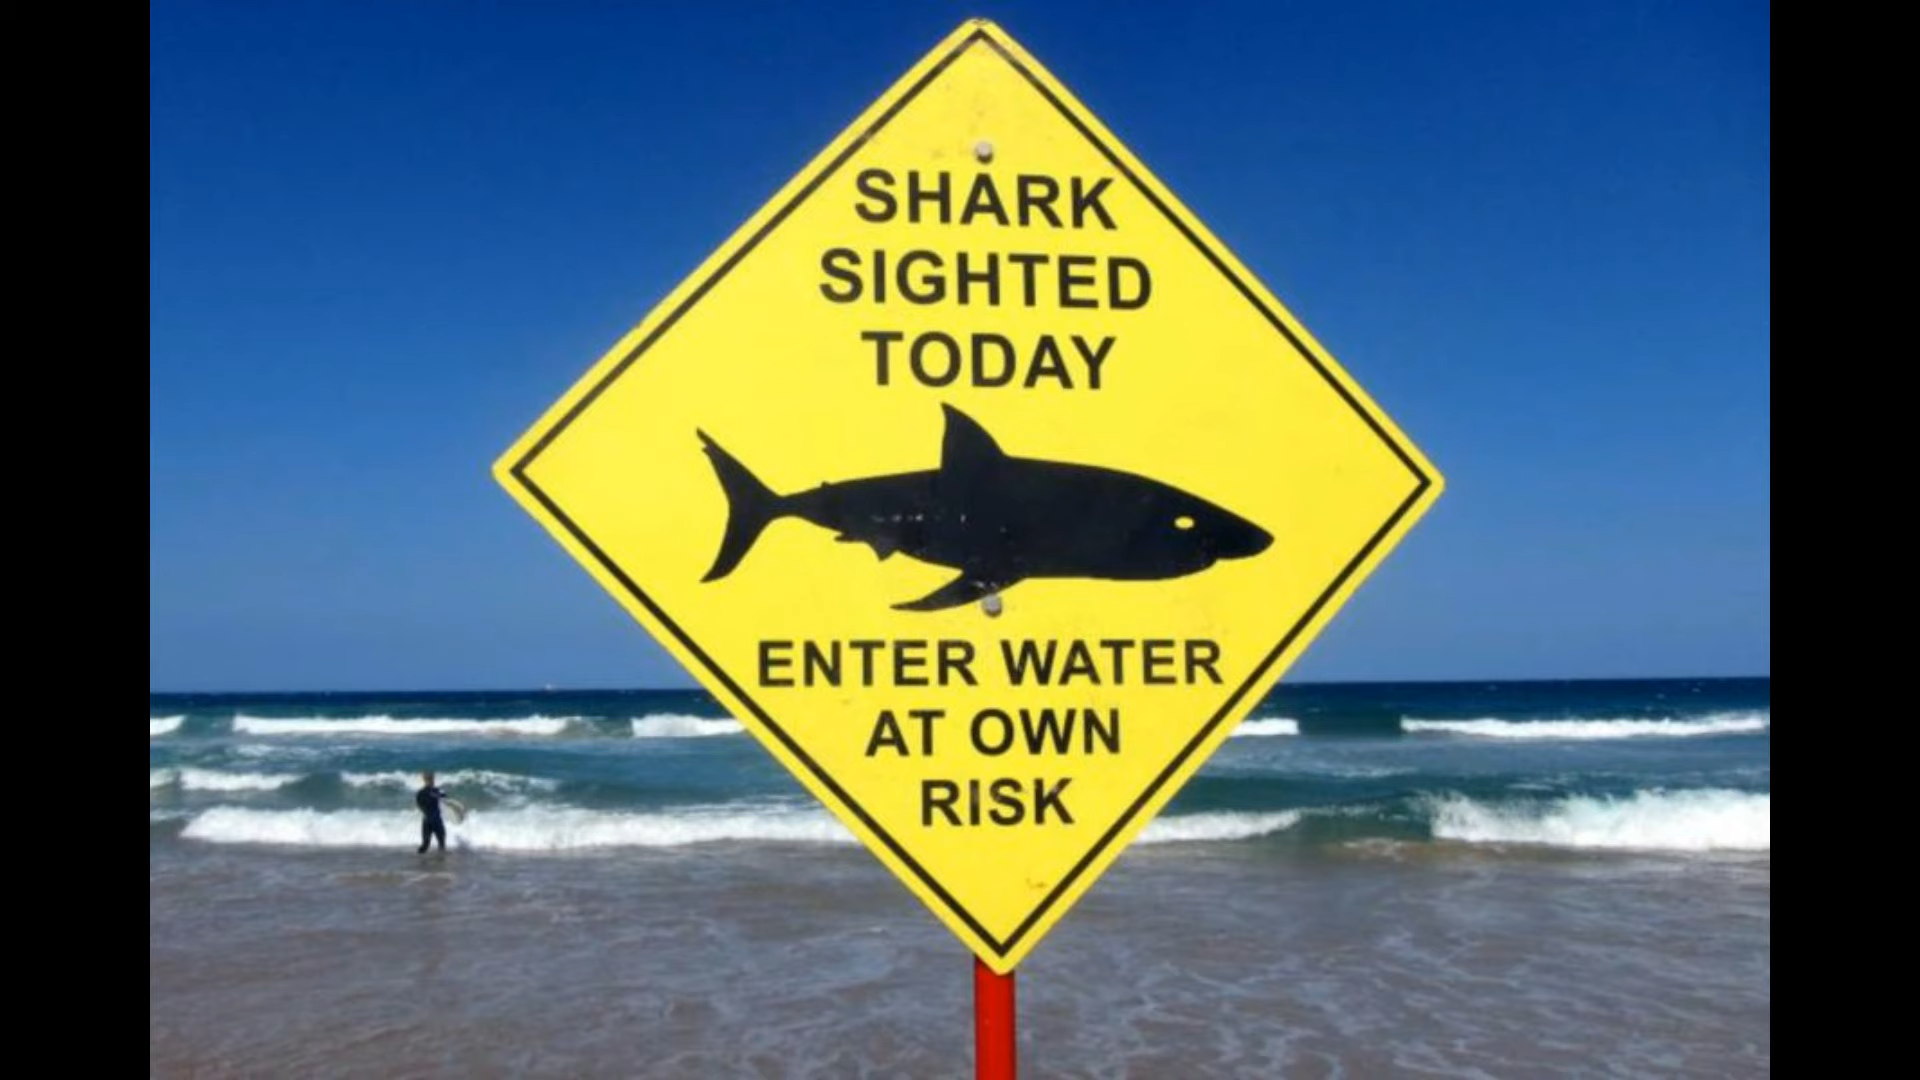 SHARK
SIGHTED
TODAY
ENTER WATER
AT OWN
RISK